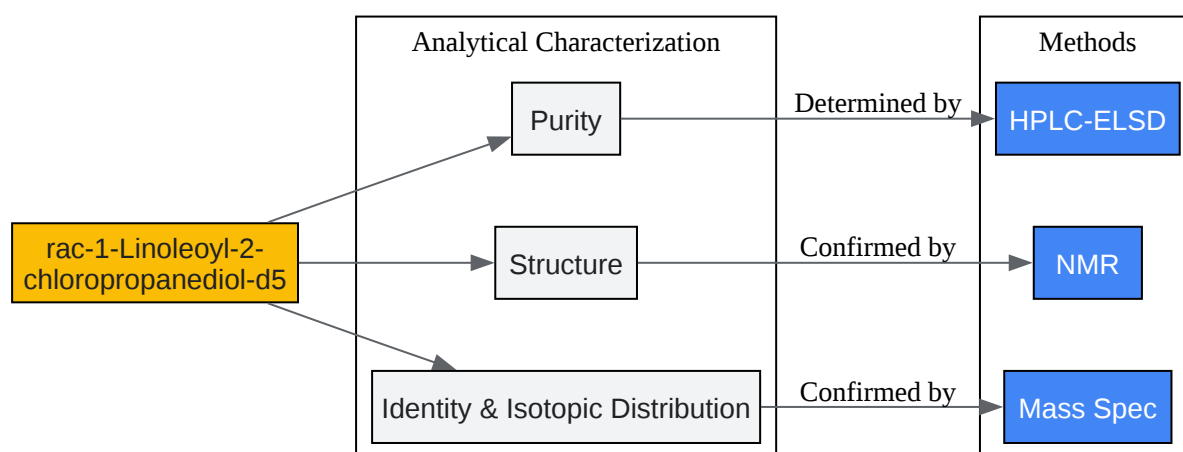 Analytical Characterization
Methods
Purity
Determined by
HPLC-ELSD
rac-1-Linoleoyl-2-
chloropropanediol-d5
Structure
Confirmed by
NMR
Identity & Isotopic Distribution
Confirmed by
Mass Spec